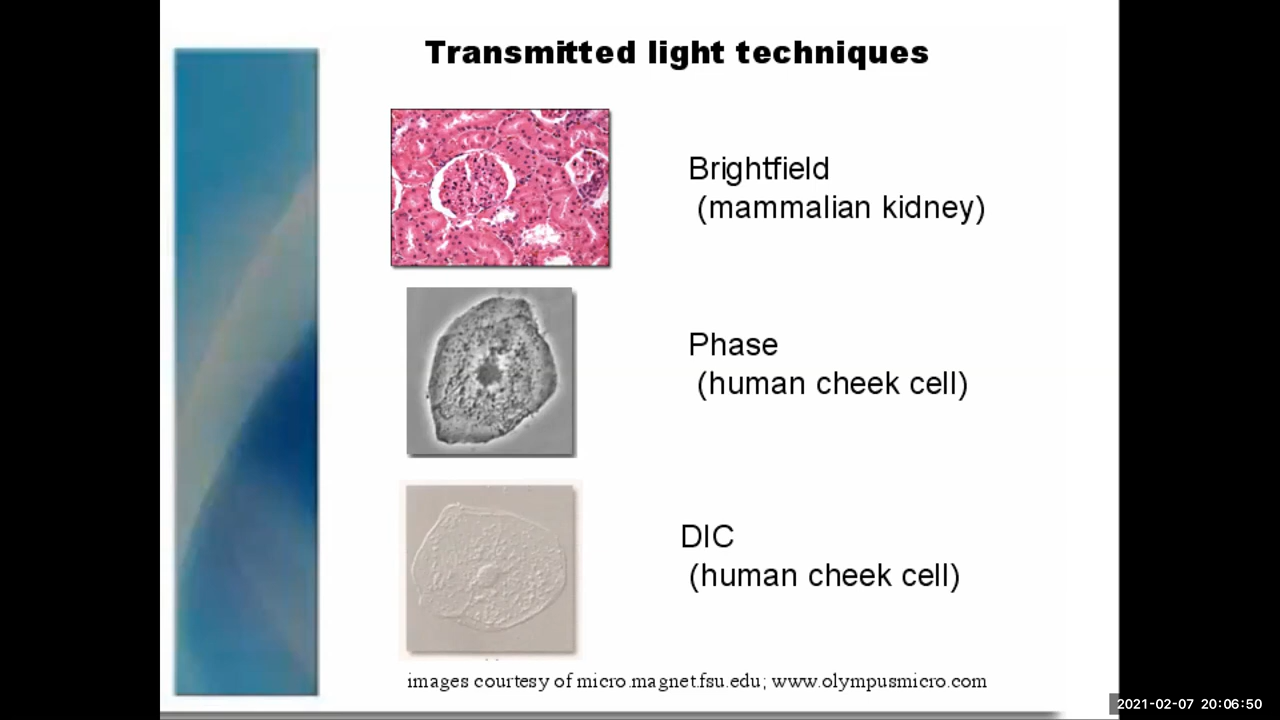 Transmitted light techniques
Brightfield
(mammalian kidney)
Phase
(human cheek cell)
DIC
(human cheek cell)
images courtesy of micro.magnet.fsu.edu; www.olympusmicro.com
2021-02-07 20:06:50